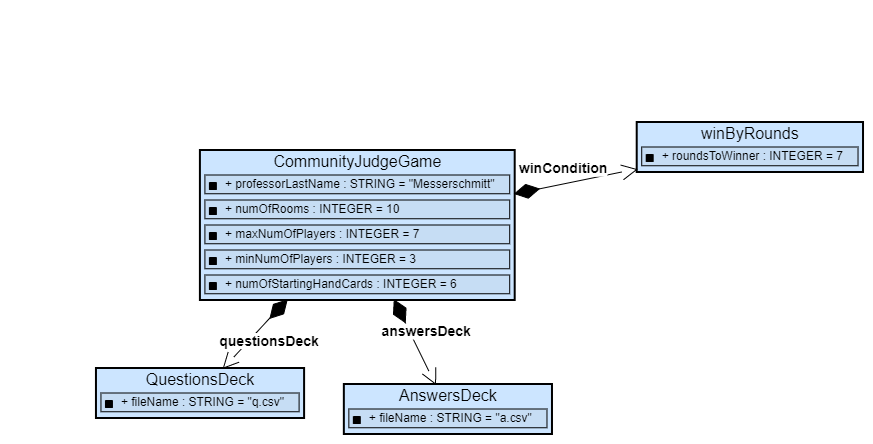 winByRounds
+ roundsToWinner : INTEGER = 7
CommunityJudgeGame
winCondition
+ professorLastName : STRING = "Messerschmitt"
+ numOfRooms : INTEGER = 10
+ maxNumOfPlayers : INTEGER = 7
+ minNumOfPlayers : INTEGER = 3
+ numOfStartingHandCards : INTEGER = 6
answersDeck
questionsDeck
QuestionsDeck
+ fileName : STRING = "q.csv"
AnswersDeck
+ fileName : STRING = "a.csv"